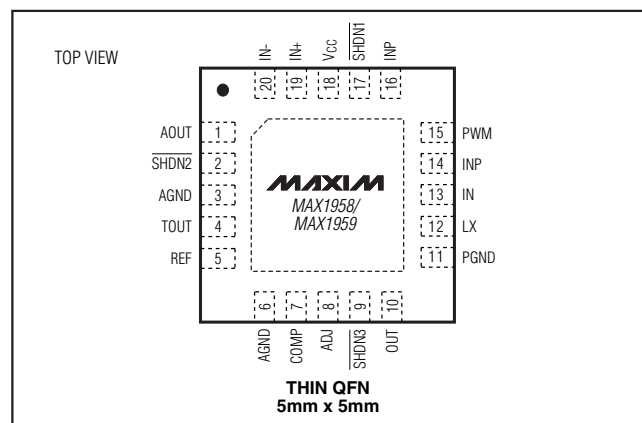 TOP VIEW
IN-
IN+
VCC
SHDN1
INP
20
19
18
17
16
AOUT 1
SHDN2 2
AGND 3
TOUT 4
REF 5
15 PWM
14 INP
13 IN
12 LX
11 PGND
MAXIM
MAX1958/
MAX1959
6
7
8
9
10
AGND
COMP
ADJ
SHDN3
OUT
THIN QFN
5mm x 5mm